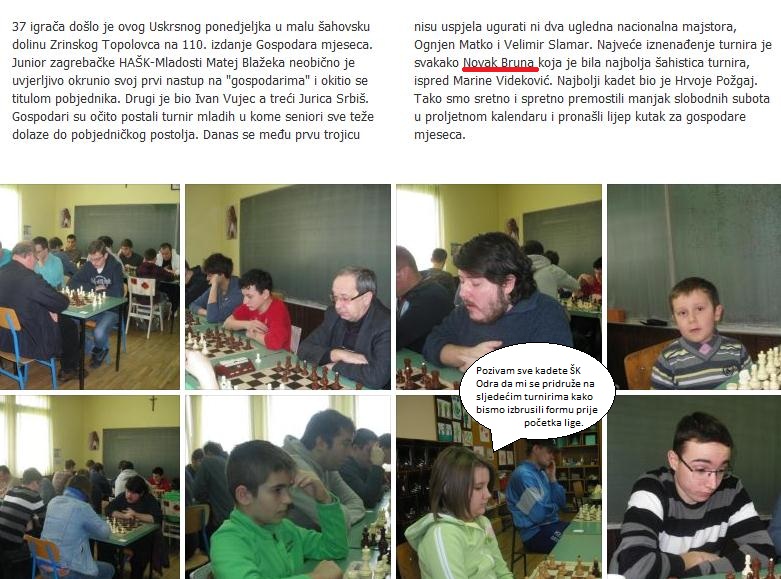 37 igrača došlo je ovog Uskrsnog ponedjeljka u malu šahovsku
dolinu Zrinskog Topolovca na 110. izdanje Gospodara mjeseca.
Junior zagrebačke HAŠK-Mladosti Matej Blažeka neobično je
uvjerljivo okrunio svoj prvi nastup na "gospodarima" i okitio se
titulom pobjednika. Drugi je bio Ivan Vujec a treći Jurica Srbiš.
Gospodari su očito postali turnir mladih u kome seniori sve teže
dolaze do pobjedničkog postolja. Danas se među prvu trojicu
nisu uspjela ugurati ni dva ugledna nacionalna majstora,
Ognjen Matko i Velimir Slamar. Najveće iznenađenje turnira je
svakako Novak Bruna koja je bila najbolja šahistica turnira,
ispred Marine Videković. Najbolji kadet bio je Hrvoje Požgaj.
Tako smo sretno i spretno premostili manjak slobodnih subota
u proljetnom kalendaru i pronašli lijep kutak za gospodare
mjeseca.
Pozivam sve kadete ŠK
Odra da mi se pridruže na
sljedećim turnirima kako
bismo izbrusili formu prije
početka lige.